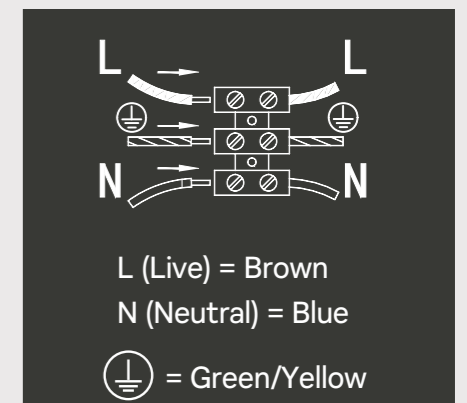 L L
N N
L (Live) = Brown
N (Neutral) = Blue
= Green/Yellow